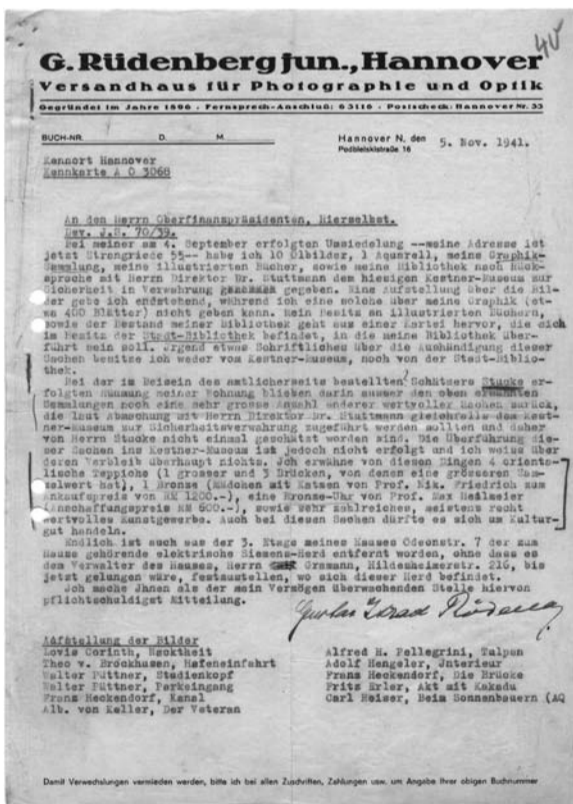 40
G. Rüdenberg jun., Hannover
Versandhaus für Photographie und Optik
Gegründet im Jahre 1896 . Fernsprech-Anschluß: 63116 . Postscheck: Hannover Nr. 33
BUCH-NR. D. M.
Hannover N, den 5. Nov. 1941.
Podbielskistraße 16
Kennort Hannover
Kennkarte A O 3068
An den Herrn Oberfinanzpräsidenten, Hierselbst.
Dev. J.S. 70/39.
Bei meiner am 4. September erfolgten Umsiedelung --meine Adresse ist
jetzt Strangriede 55-- habe ich 10 Ölbilder, 1 Aquarell, meine Graphik-
Sammlung, meine illustrierten Bücher, sowie meine Bibliothek nach Rück-
sprache mit Herrn Direktor Dr. Stuttmann dem hiesigen Kestner-Museum zur
Sicherheit in Verwahrung gegeben. Eine Aufstellung über die Bil-
der gebe ich endstehend, während ich eine solche über meine Graphik (et-
wa 400 Blätter) nicht geben kann. Mein Besitz an illustrierten Büchern,
sowie der Bestand meiner Bibliothek geht aus einer Kartei hervor, die sich
im Besitz der Stadt-Bibliothek befindet, in die meine Bibliothek über-
führt sein soll. Irgend etwas Schriftliches über die Aushändigung dieser
Sachen besitze ich weder vom Kestner-Museum, noch von der Stadt-Biblio-
thek.
Bei der im Beisein des amtlicherseits bestellten Schätzers Stucke er-
folgten Räumung meiner Wohnung blieben darin ausser den oben erwähnten
Sammlungen noch eine sehr grosse Anzahl anderer wertvoller Sachen zurück,
die laut Abmachung mit Herrn Direktor Dr. Stuttmann gleichfalls dem Kest-
ner-Museum zur Sicherheitsverwahrung zugeführt werden sollten und daher
von Herrn Stucke nicht einmal geschätzt worden sind. Die Überführung die-
ser Sachen ins Kestner-Museum ist jedoch nicht erfolgt und ich weiss über
deren Verbleib überhaupt nichts. Ich erwähne von diesen Dingen 4 orienta-
lische Teppiche (1 grosser und 3 Brücken, von denen eine grösseren Sam-
melwert hat), 1 Bronze (Mädchen mit Katzen von Prof. Nik. Friedrich zum
Ankaufspreis von RM 1200.-), eine Bronze-Uhr von Prof. Max Heilmaier
(Anschaffungspreis RM 600.-), sowie sehr zahlreiches, meistens recht
wertvolles Kunstgewerbe. Auch bei diesen Sachen dürfte es sich um Kultur-
gut handeln.
Endlich ist auch aus der 3. Etage meines Hauses Odeonstr. 7 der zum
Hause gehörende elektrische Siemens-Herd entfernt worden, ohne dass es
dem Verwalter des Hauses, Herrn Ormann, Hildesheimerstr. 216, bis
jetzt gelungen wäre, festzustellen, wo sich dieser Herd befindet.
Ich mache Ihnen als der mein Vermögen überwachenden Stelle hiervon
pflichtschuldigst Mitteilung.
Gustav Israel Rüdenberg
Aufstellung der Bilder
Lovis Corinth, Hecktheit
Theo v. Brockhusen, Hafeneinfahrt
Walter Püttner, Studienkopf
Walter Püttner, Parkeingang
Franz Heckendorf, Kanal
Alb. von Keller, Der Veteran
Alfred H. Pellegrini, Tulpen
Adolf Hengeler, Interieur
Franz Heckendorf, Die Brücke
Fritz Erler, Akt mit Kakadu
Carl Reiser, Beim Sonnenbauern (AQ
Damit Verwechslungen vermieden werden, bitte ich bei allen Zuschriften, Zahlungen usw. um Angabe Ihrer obigen Buchnummer